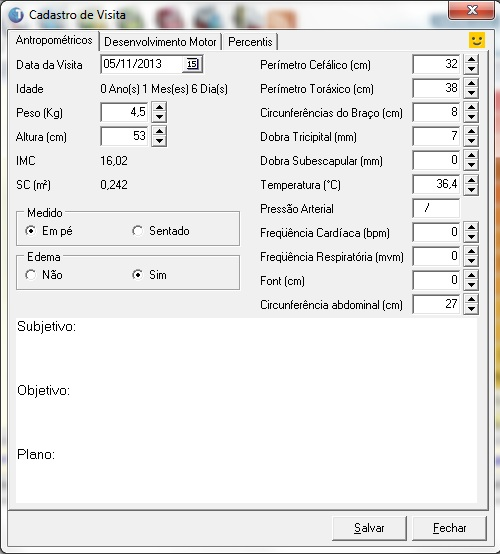 Cadastro de Visita
Antropométricos Desenvolvimento Motor Percentis
Data da Visita 05/11/2013 15
Idade 0 Ano(s) 1 Mes(es) 6 Dia(s)
Peso (Kg) 4,5
Altura (cm) 53
IMC 16,02
SC (m²) 0,242
Medido
Em pé Sentado
Edema
Não Sim
Perímetro Cefálico (cm) 32
Perímetro Toráxico (cm) 38
Circunferências do Braço (cm) 8
Dobra Tricipital (mm) 7
Dobra Subescapular (mm) 0
Temperatura (°C) 36,4
Pressão Arterial /
Freqüência Cardíaca (bpm) 0
Freqüência Respiratória (mvm) 0
Font (cm) 0
Circunferência abdominal (cm) 27
Subjetivo:
Objetivo:
Plano:
Salvar Fechar